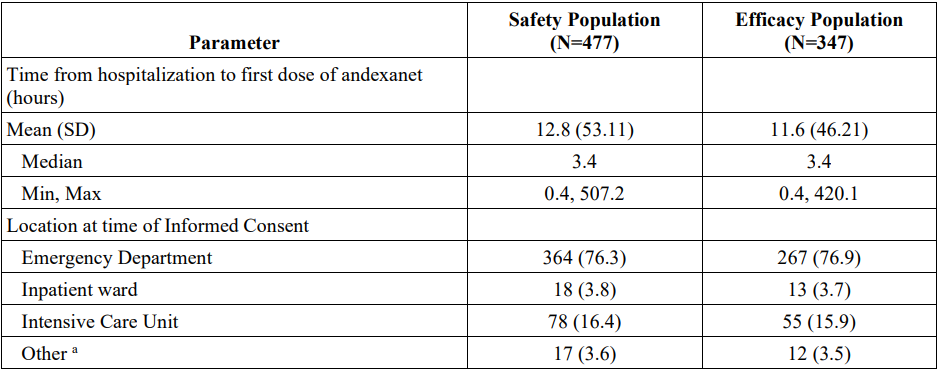 Parameter Safety Population (N=477) Efficacy Population (N=347)
Time from hospitalization to first dose of andexanet
(hours)
Mean (SD) 12.8 (53.11) 11.6 (46.21)
Median 3.4 3.4
Min, Max 0.4, 507.2 0.4, 420.1
Location at time of Informed Consent
Emergency Department 364 (76.3) 267 (76.9)
Inpatient ward 18 (3.8) 13 (3.7)
Intensive Care Unit 78 (16.4) 55 (15.9)
Other a 17 (3.6) 12 (3.5)